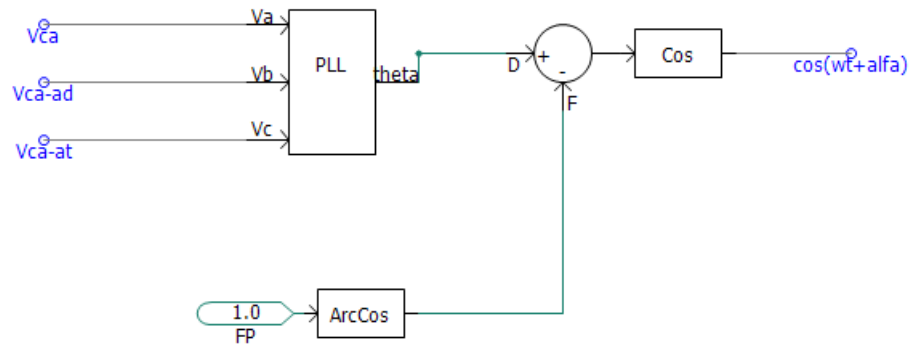 Vca
Va
PLL
Vb
theta
Vca-ad
Vc
Vca-at
D
+
-
F
Cos
cos(wt+alfa)
1.0
FP
ArcCos